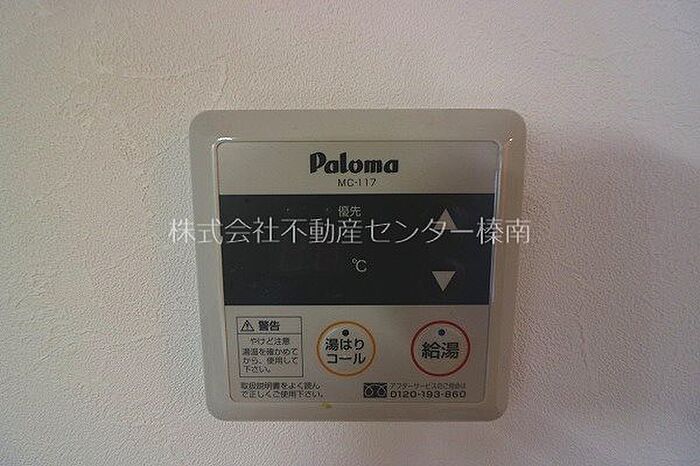 Paloma
MC-117
優先
株式会社不動産センター榛南
℃
警告
やけど注意
湯温を確かめて
から、使用して
下さい。
取扱説明書をよく読ん
で正しくご使用下さい。
湯はり
コール
給湯
アフターサービスのご用命は
0120-193-860